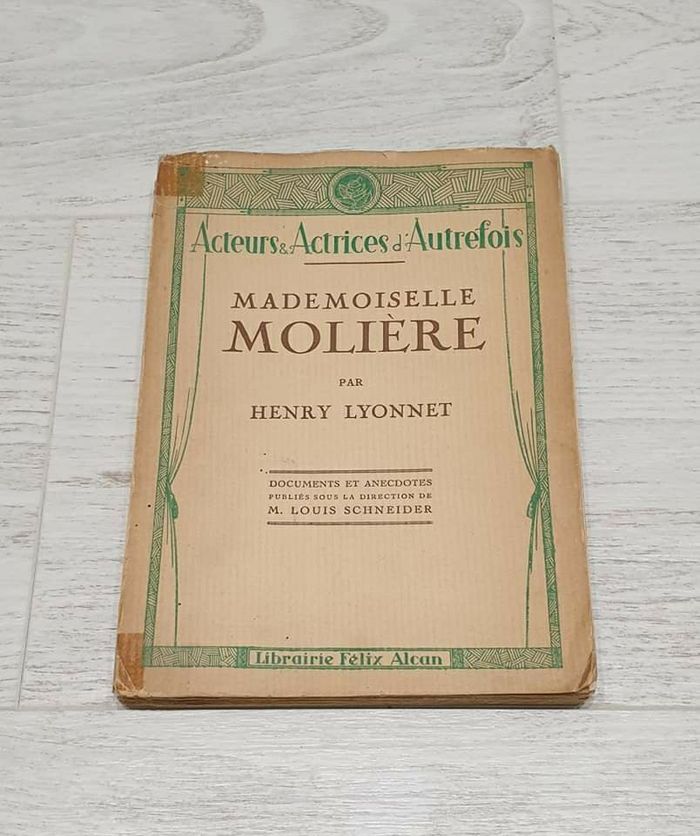 Acteurs & Actrices d'Autrefois
MADEMOISELLE
MOLIÈRE
PAR
HENRY LYONNET
DOCUMENTS ET ANECDOTES
PUBLIÉS SOUS LA DIRECTION DE
M. LOUIS SCHNEIDER
Librairie Félix Alcan